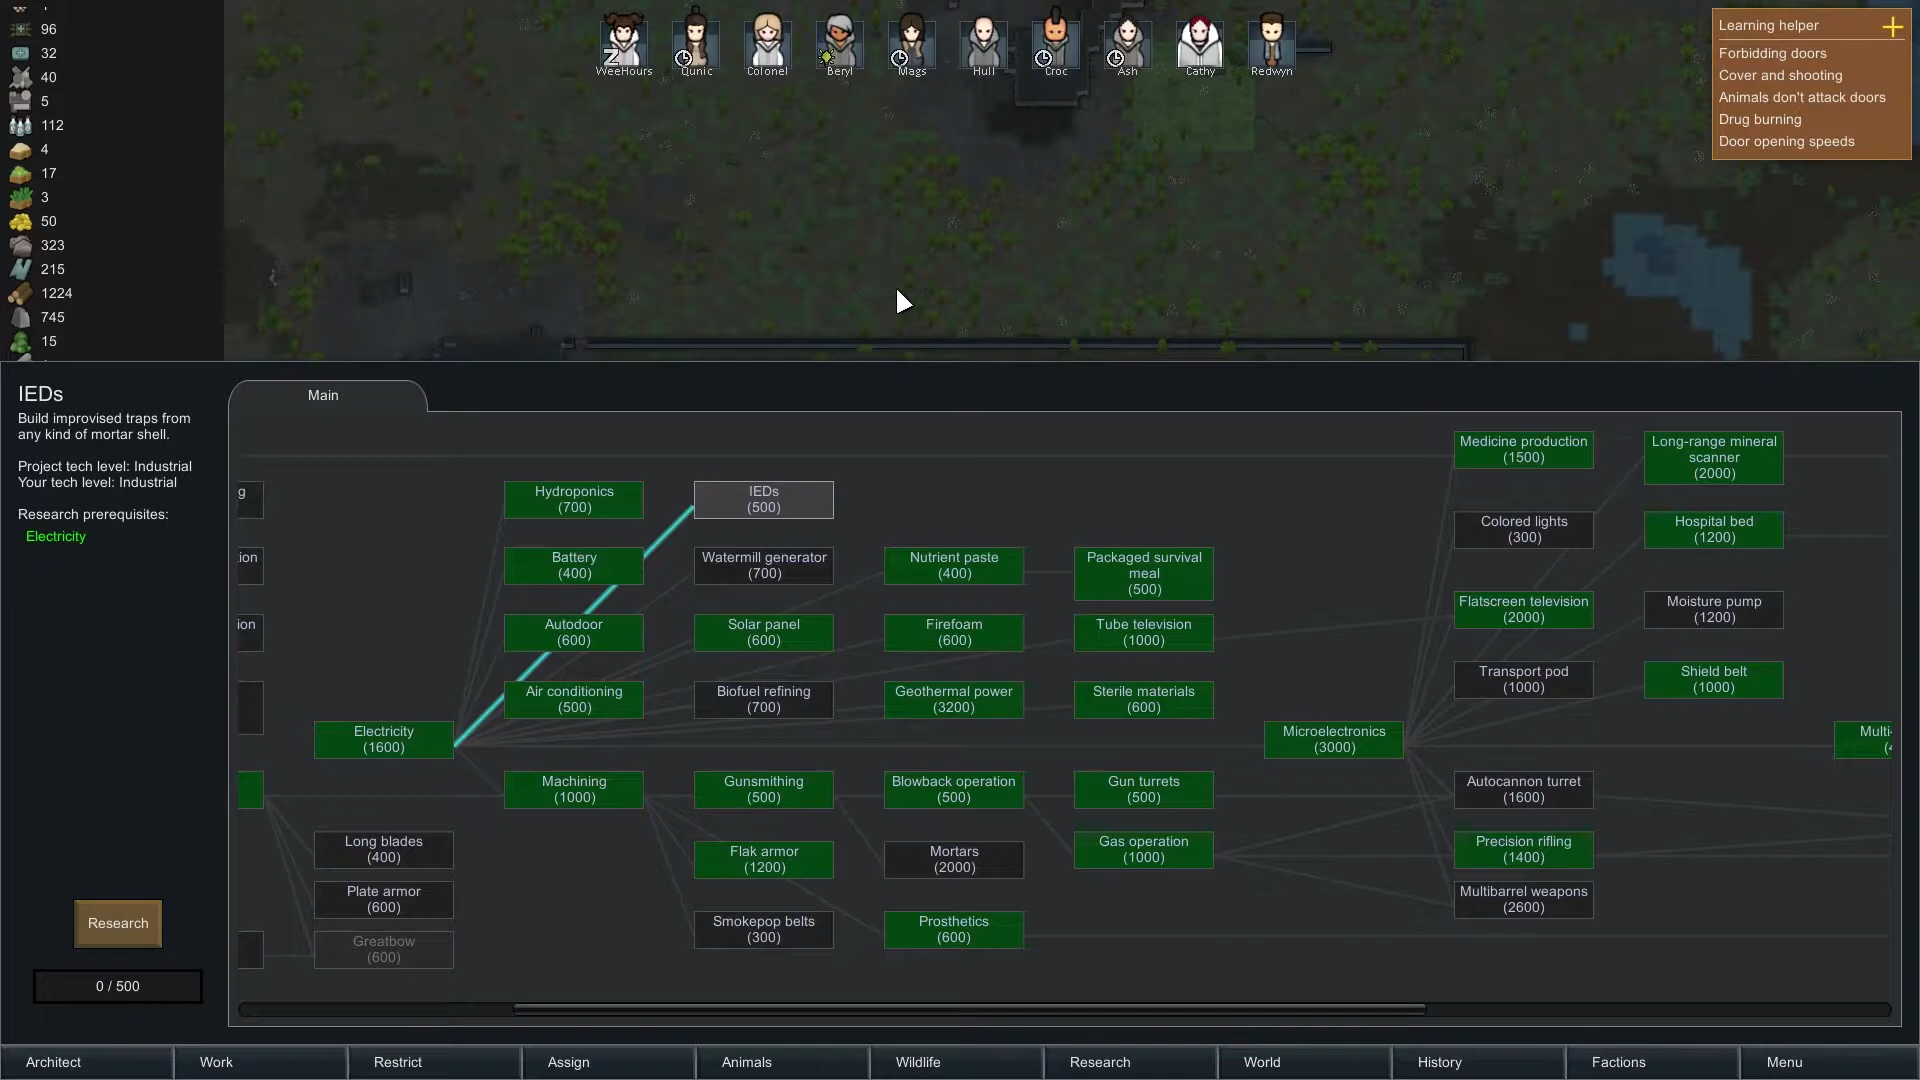 96
32
40
5
112
4
17
3
50
323
215
1224
745
15
Z
WeeHours
Qunic
Colonel
Beryl
Mags
Hull
Croc
Ash
Cathy
Redwyn
Learning helper
Forbidding doors
Cover and shooting
Animals don't attack doors
Drug burning
Door opening speeds
IEDs
Build improvised traps from
any kind of mortar shell.
Project tech level: Industrial
Your tech level: Industrial
Research prerequisites:
Electricity
Research
0 / 500
Main
g
ion
ion
Electricity
(1600)
Long blades
(400)
Plate armor
(600)
Greatbow
(600)
Hydroponics
(700)
Battery
(400)
Autodoor
(600)
Air conditioning
(500)
Machining
(1000)
IEDs
(500)
Watermill generator
(700)
Solar panel
(600)
Biofuel refining
(700)
Gunsmithing
(500)
Flak armor
(1200)
Smokepop belts
(300)
Nutrient paste
(400)
Firefoam
(600)
Geothermal power
(3200)
Blowback operation
(500)
Mortars
(2000)
Prosthetics
(600)
Packaged survival
meal
(500)
Tube television
(1000)
Sterile materials
(600)
Gun turrets
(500)
Gas operation
(1000)
Microelectronics
(3000)
Medicine production
(1500)
Colored lights
(300)
Flatscreen television
(2000)
Transport pod
(1000)
Autocannon turret
(1600)
Precision rifling
(1400)
Multibarrel weapons
(2600)
Long-range mineral
scanner
(2000)
Hospital bed
(1200)
Moisture pump
(1200)
Shield belt
(1000)
Multi-
(4
Architect
Work
Restrict
Assign
Animals
Wildlife
Research
World
History
Factions
Menu